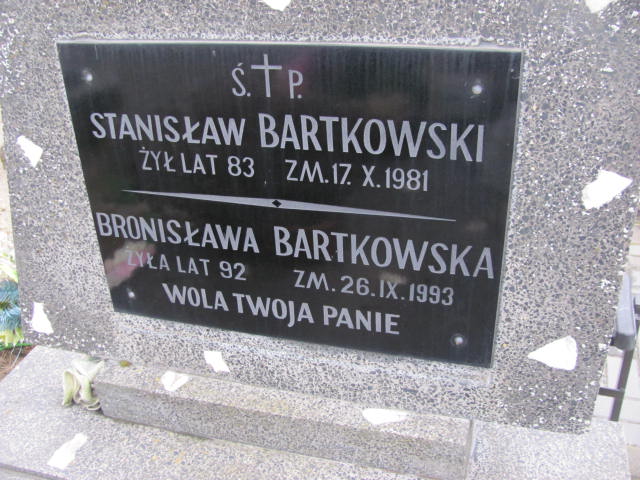 Ś.†P.
STANISŁAW BARTKOWSKI
ŻYŁ LAT 83 ZM. 17. X. 1981
BRONISŁAWA BARTKOWSKA
ŻYŁA LAT 92 ZM. 26. IX. 1993
WOLA TWOJA PANIE